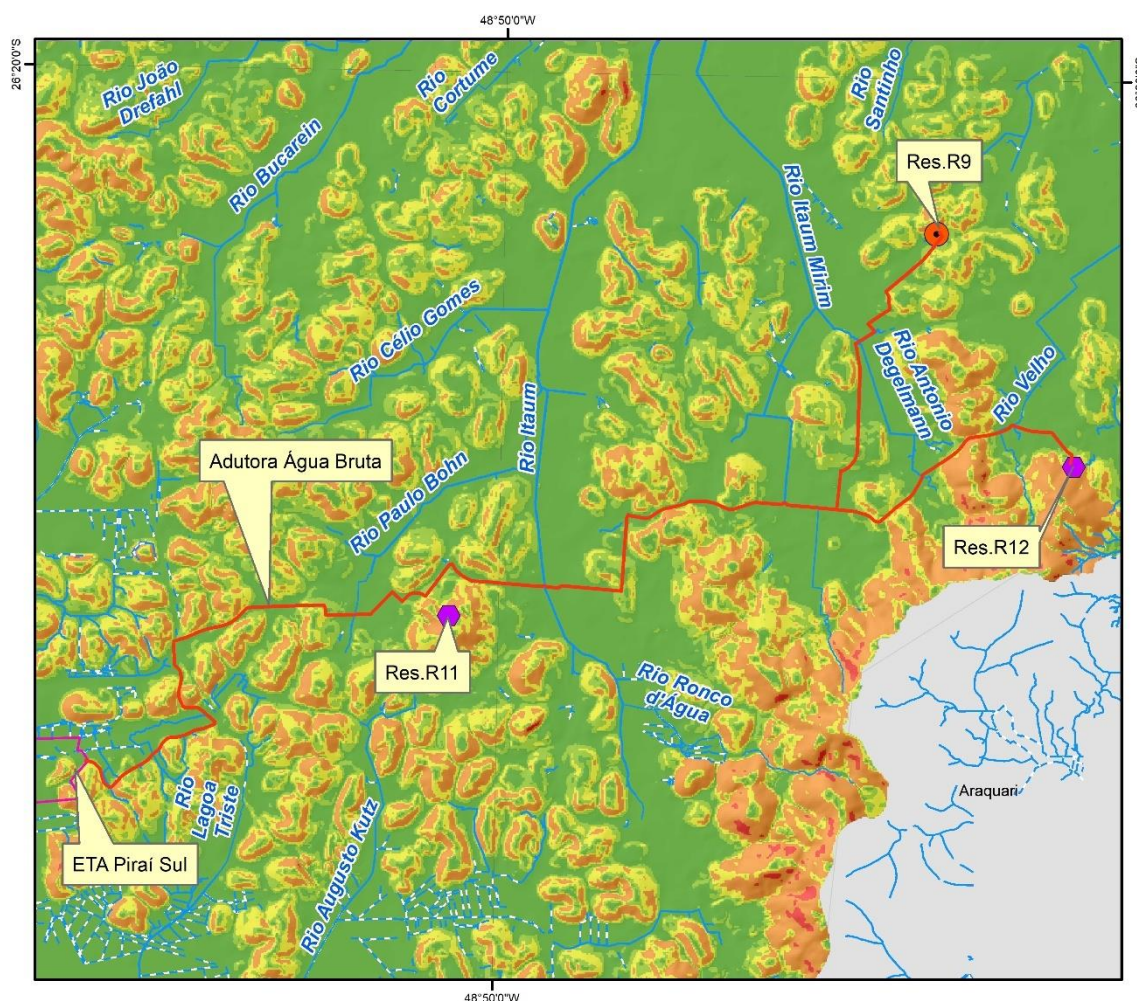 48°50'0"W
26°20'0"S
Rio João
Drefahl
Rio
Cortume
Rio
Santinho
Res.R9
Rio Bucarein
Rio Itaum Mirim
Rio Célio Gomes
Rio Antonio
Degelmann
Rio Velho
Rio Itaum
Adutora Água Bruta
Rio Paulo Bohn
Res.R12
Res.R11
Rio Ronco
d'Água
Araquari
Rio
Lagoa
Triste
ETA Piraí Sul
Rio Augusto Kutz
48°50'0"W